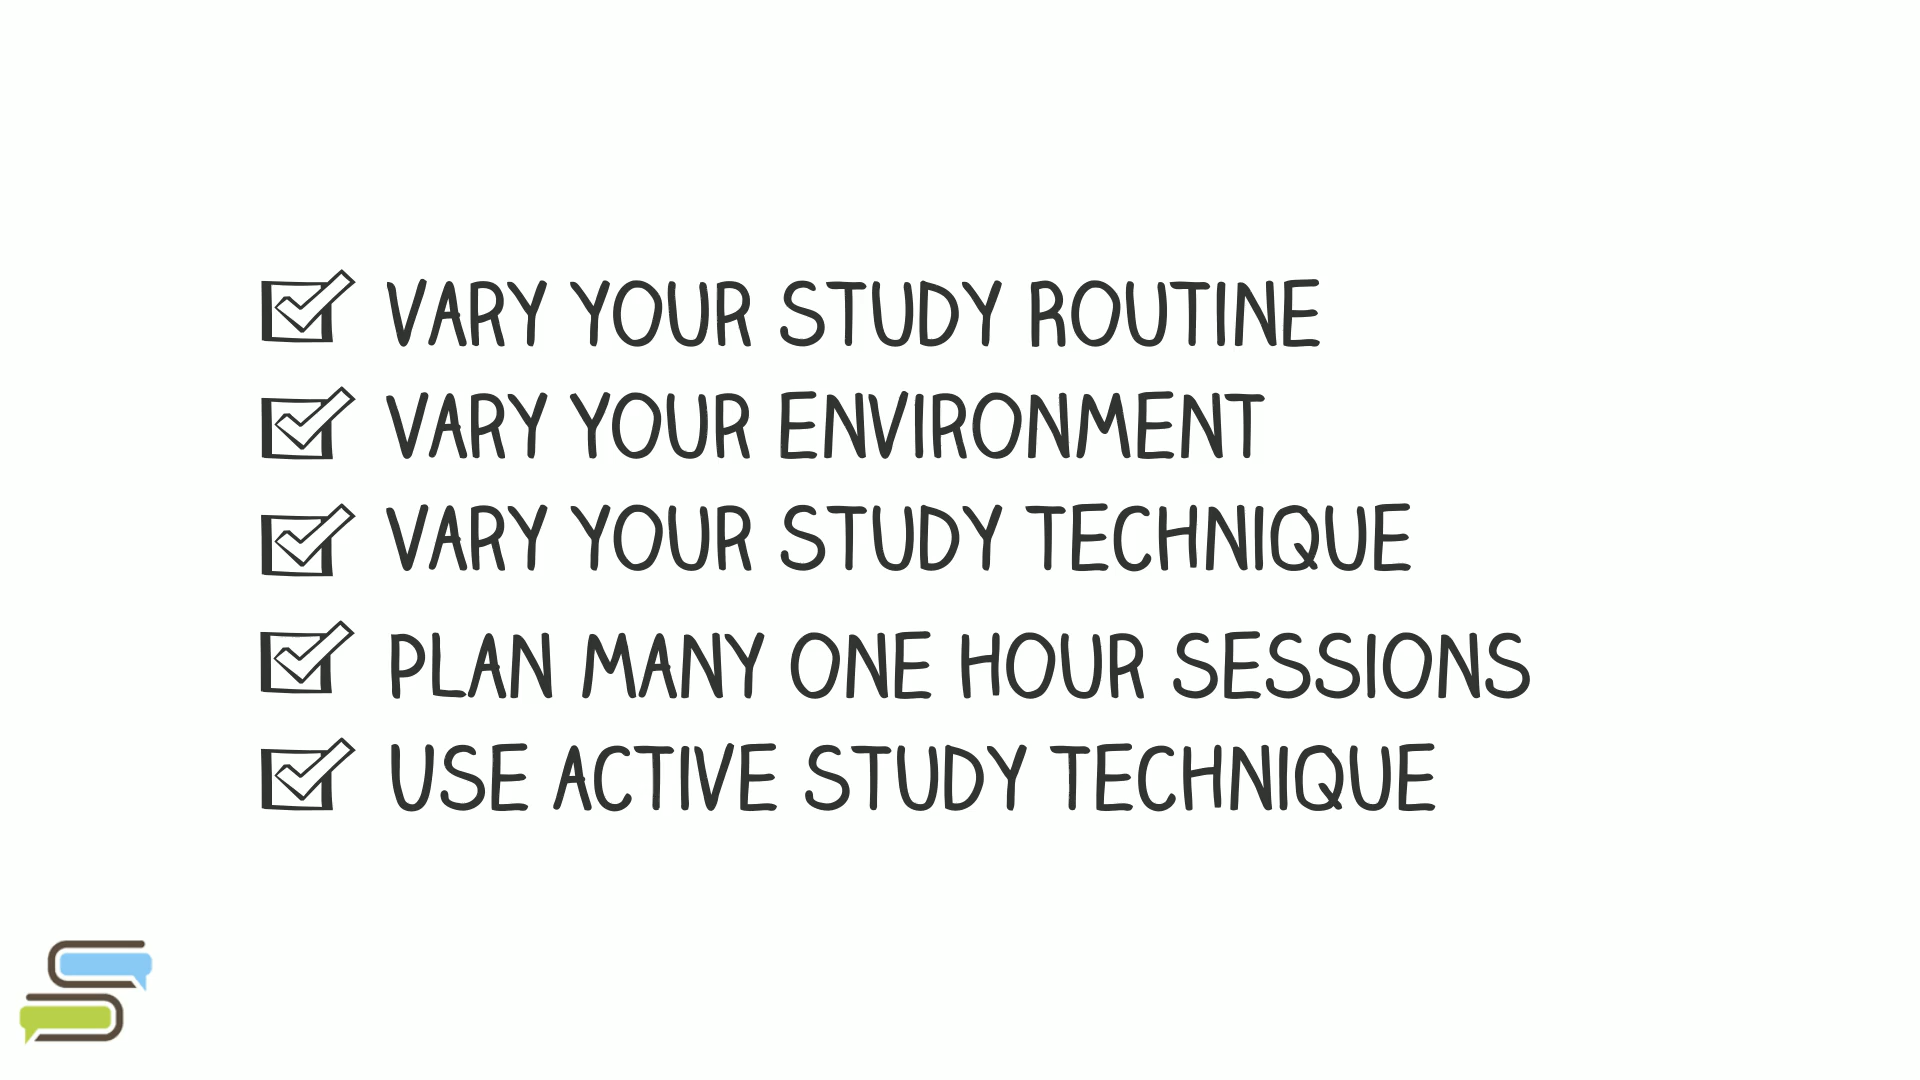 VARY YOUR STUDY ROUTINE
VARY YOUR ENVIRONMENT
VARY YOUR STUDY TECHNIQUE
PLAN MANY ONE HOUR SESSIONS
USE ACTIVE STUDY TECHNIQUE